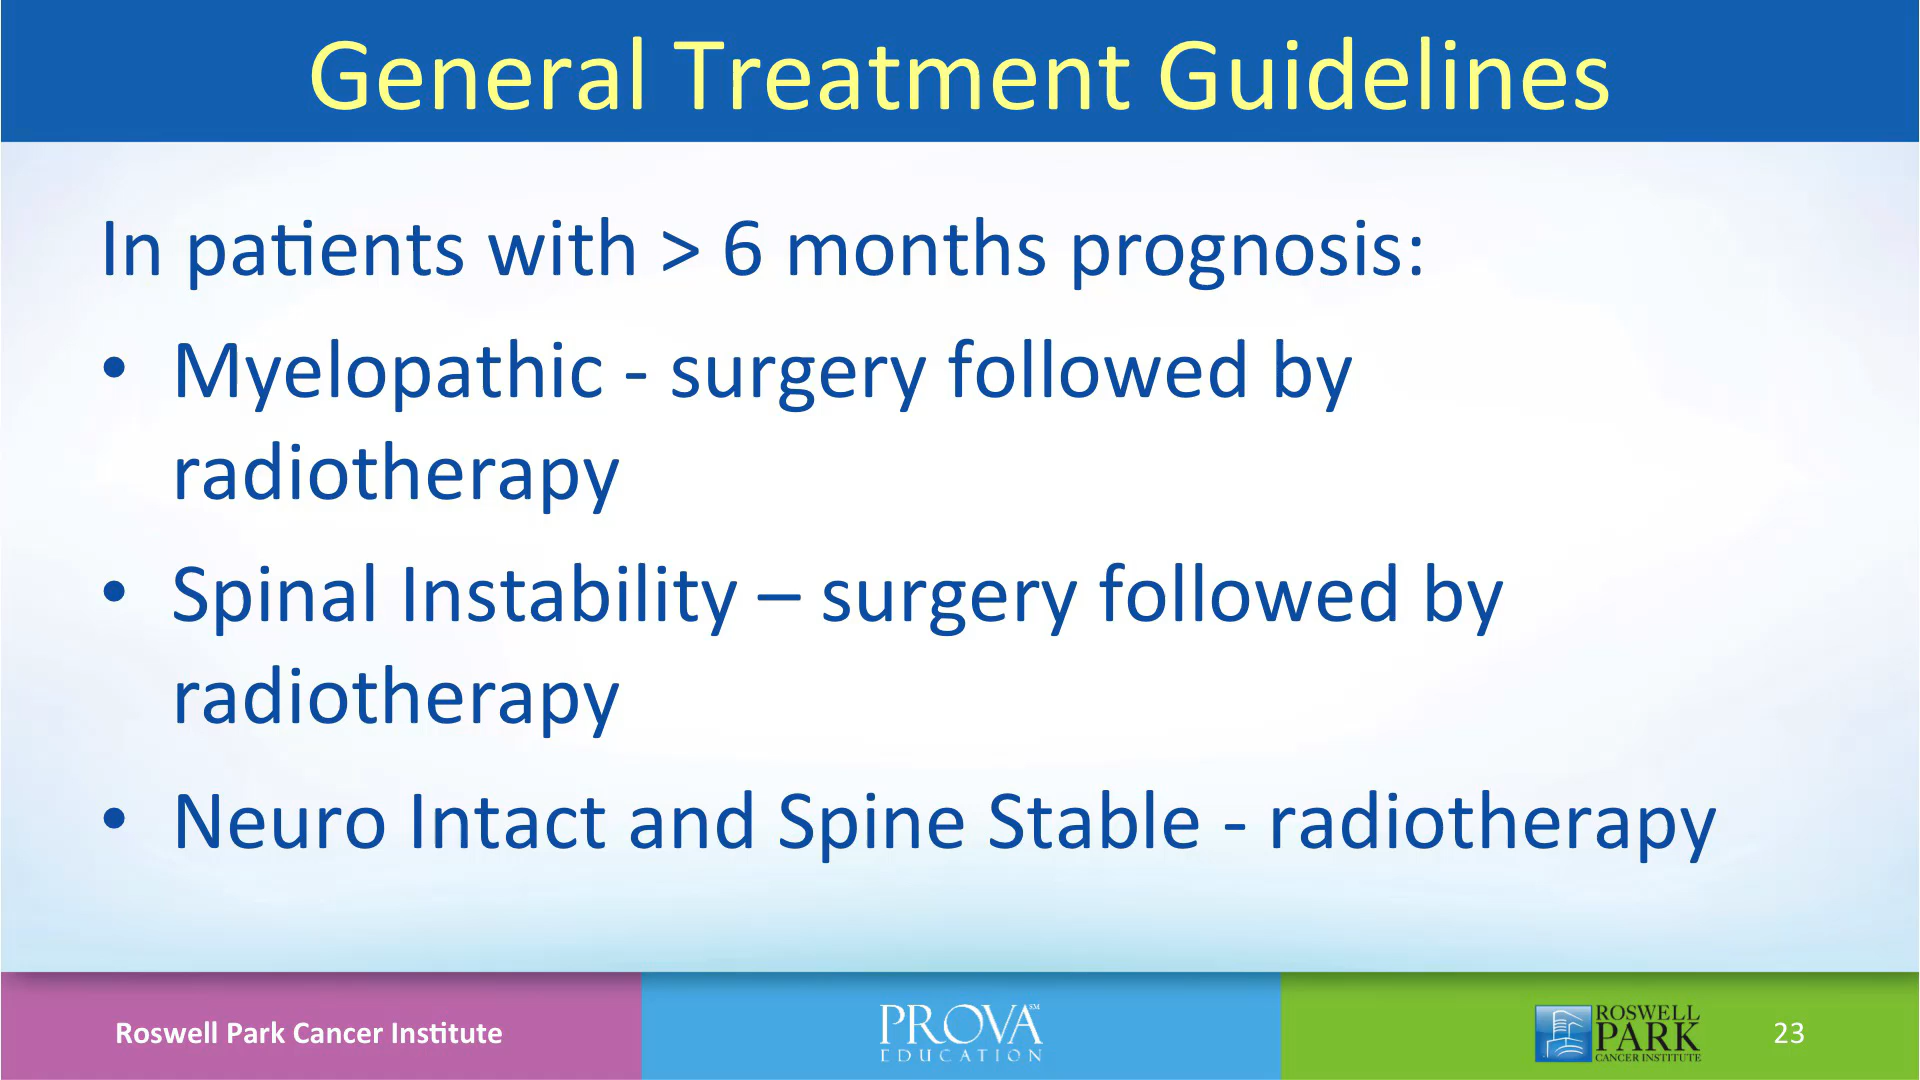 General Treatment Guidelines
In patients with > 6 months prognosis:
• Myelopathic - surgery followed by
radiotherapy
• Spinal Instability – surgery followed by
radiotherapy
• Neuro Intact and Spine Stable - radiotherapy
Roswell Park Cancer Institute
PROVA℠
EDUCATION
ROSWELL
PARK
CANCER INSTITUTE
23